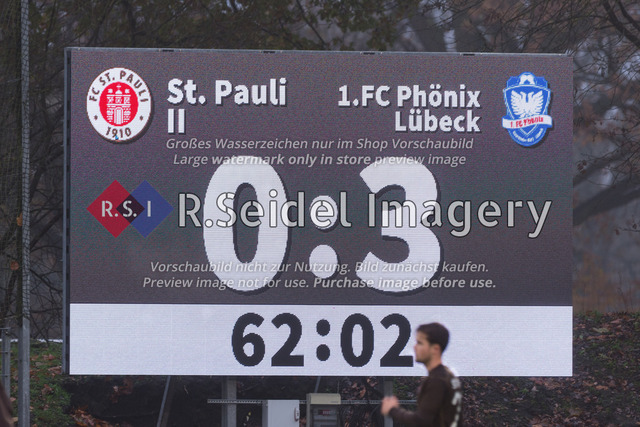 FC ST. PAULI
1910
St. Pauli
II
1.FC Phönix
Lübeck
1. FC Phönix
Großes Wasserzeichen nur im Shop Vorschaubild
Large watermark only in store preview image
0:3
R.S.I
R.Seidel Imagery
Vorschaubild nicht zur Nutzung. Bild zunächst kaufen.
Preview image not for use. Purchase image before use.
62:02